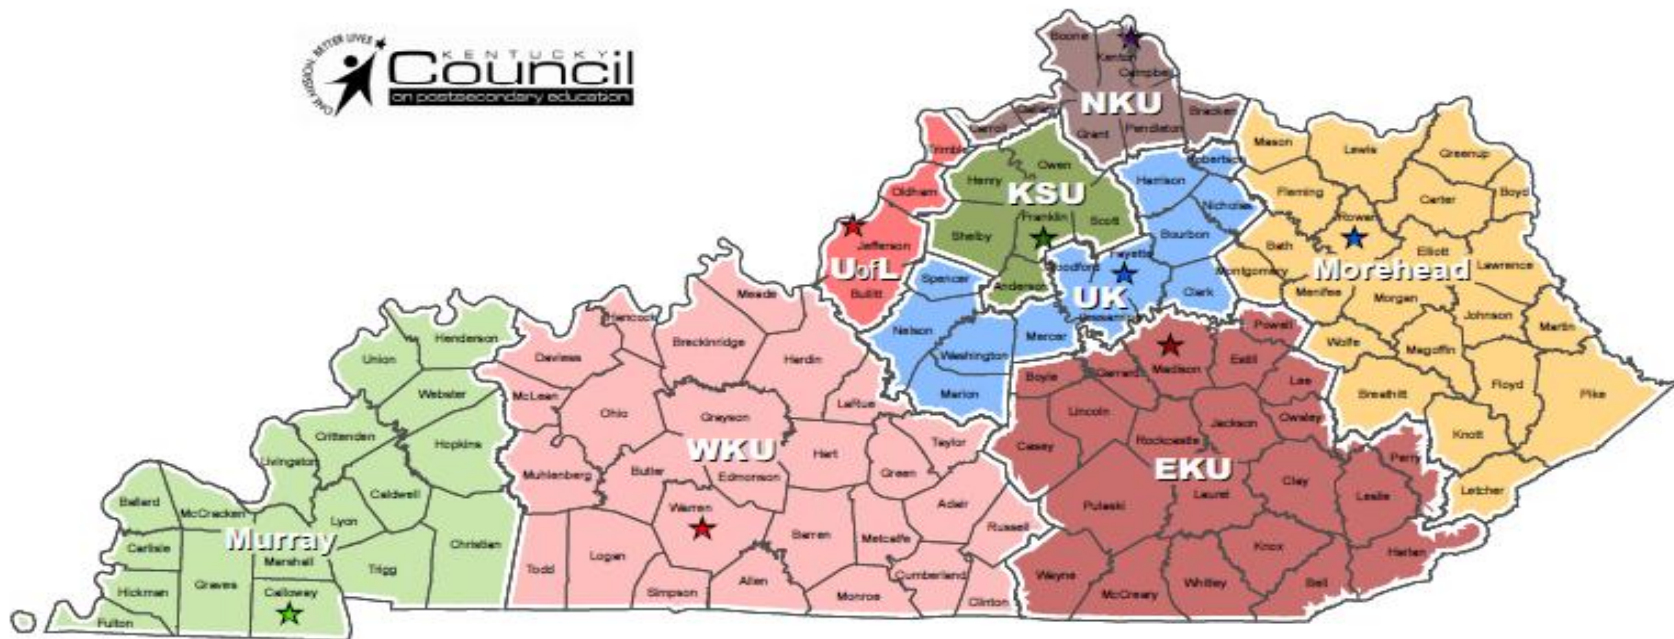 ONE MISSION: BETTER LIVES
KENTUCKY
Council
on postsecondary education
Boone
Kenton
Campbell
NKU
Carroll
Grant
Pendleton
Bracken
Trimble
Mason
Lewis
Greenup
Owen
Robertson
Harrison
Oldham
Henry
KSU
Fleming
Boyd
Carter
Nicholas
Franklin
Scott
Rowan
Shelby
Jefferson
Bourbon
Bath
Elliott
Fayette
UofL
Spencer
Woodford
Montgomery
Morehead
Lawrence
Anderson
Bullitt
UK
Clark
Menifee
Morgan
Meade
Johnson
Hancock
Nelson
Mercer
Powell
Martin
Henderson
Breckinridge
Union
Daviess
Hardin
Washington
Garrard
Madison
Estill
Wolfe
Magoffin
Boyle
Lee
Floyd
Webster
McLean
Marion
Breathitt
Pike
Ohio
Grayson
LaRue
Lincoln
Owsley
Crittenden
Hopkins
Jackson
Knott
Taylor
Casey
Rockcastle
WKU
Hart
Livingston
Butler
Green
EKU
Perry
Muhlenberg
Edmonson
Clay
Letcher
Ballard
Caldwell
Laurel
Leslie
McCracken
Warren
Adair
Pulaski
Lyon
Russell
Murray
Barren
Metcalfe
Carlisle
Christian
Knox
Harlan
Marshall
Logan
Trigg
Todd
Cumberland
Wayne
Allen
Whitley
Bell
Graves
Hickman
Calloway
Simpson
Monroe
McCreary
Clinton
Fulton